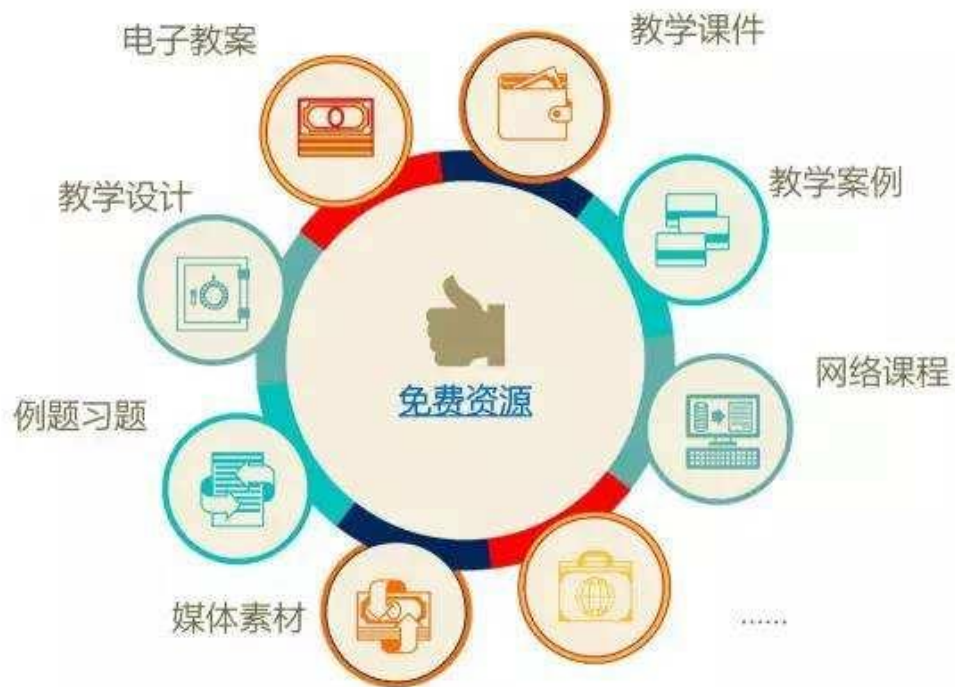 电子教案
教学课件
教学设计
教学案例
免费资源
网络课程
例题习题
媒体素材
……